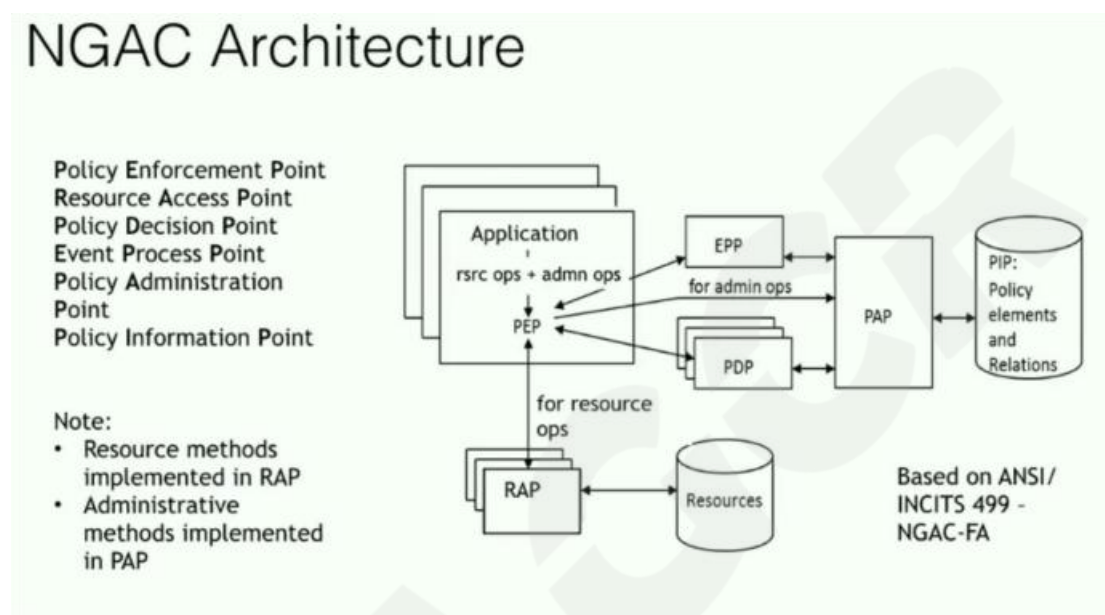 NGAC Architecture
Policy Enforcement Point
Resource Access Point
Policy Decision Point
Event Process Point
Policy Administration
Point
Policy Information Point
Note:
• Resource methods
implemented in RAP
• Administrative
methods implemented
in PAP
Application
rsrc ops + admn ops
PEP
EPP
for admin ops
PDP
PAP
PIP:
Policy
elements
and
Relations
for resource
ops
RAP
Resources
Based on ANSI/
INCITS 499 –
NGAC-FA